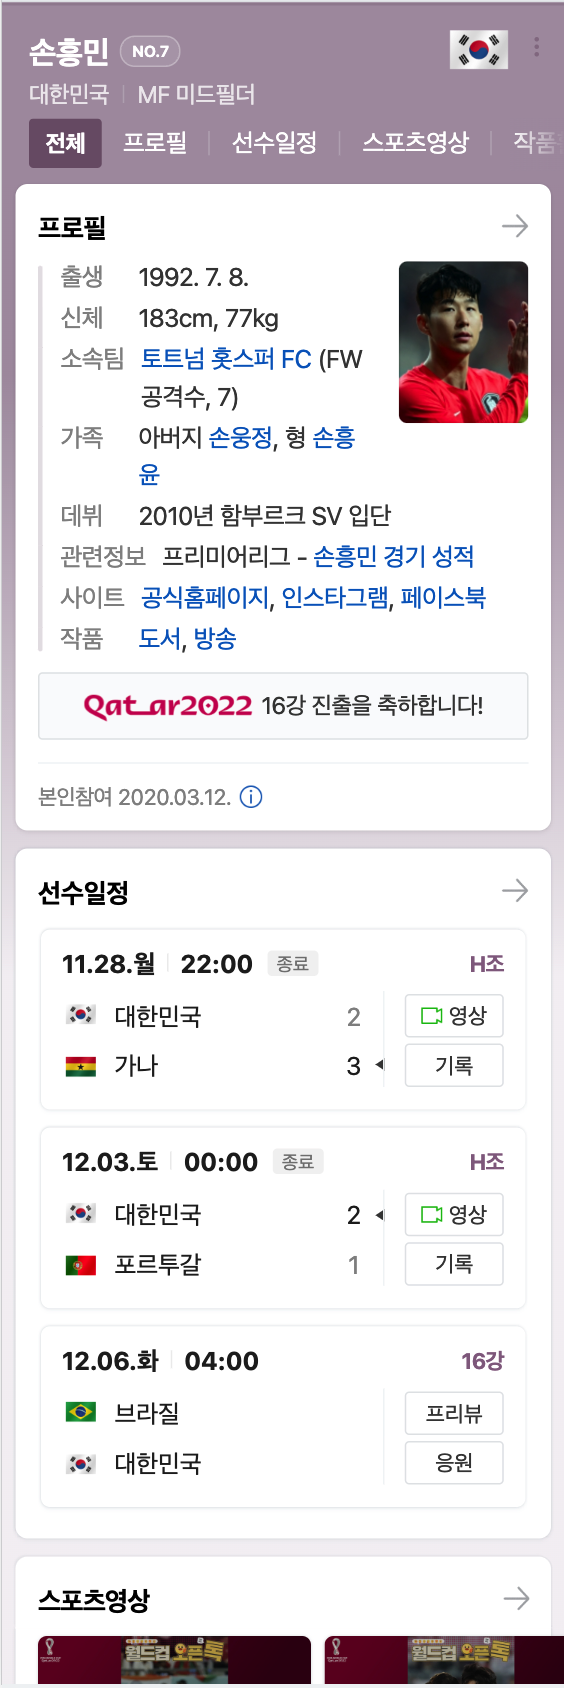 손흥민 NO.7
대한민국 MF 미드필더
전체 프로필 선수일정 스포츠영상 작품
프로필
출생 1992. 7. 8.
신체 183cm, 77kg
소속팀 토트넘 홋스퍼 FC (FW
공격수, 7)
가족 아버지 손웅정, 형 손흥
윤
데뷔 2010년 함부르크 SV 입단
관련정보 프리미어리그 - 손흥민 경기 성적
사이트 공식홈페이지, 인스타그램, 페이스북
작품 도서, 방송
Qatar2022 16강 진출을 축하합니다!
본인참여 2020.03.12.
선수일정
11.28.월 22:00 종료 H조
대한민국 2 영상
가나 3 기록
12.03.토 00:00 종료 H조
대한민국 2 영상
포르투갈 1 기록
12.06.화 04:00 16강
브라질 프리뷰
대한민국 응원
스포츠영상
월드컵 오픈톡 월드컵 오픈톡